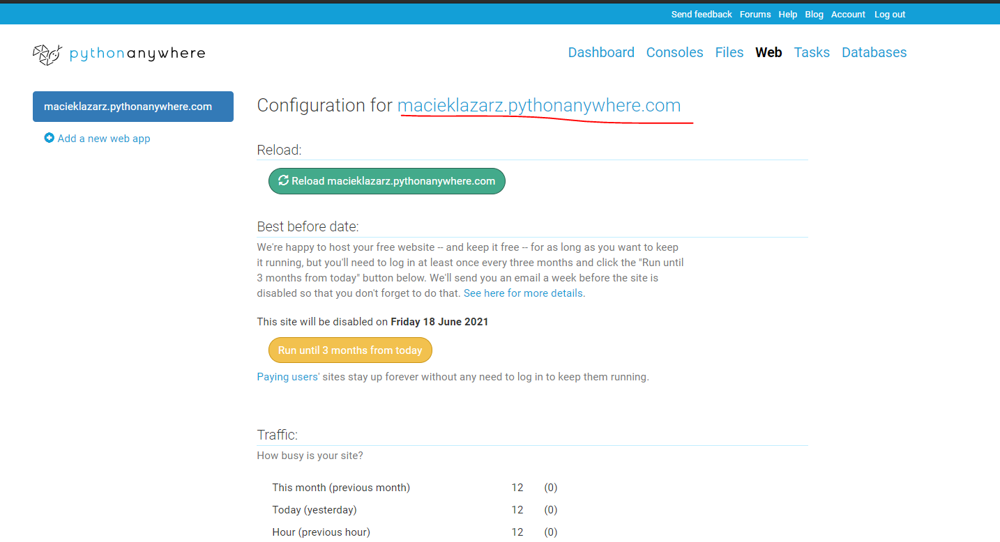 Send feedback Forums Help Blog Account Log out
pythonanywhere
Dashboard Consoles Files Web Tasks Databases
macieklazarz.pythonanywhere.com
Add a new web app
Configuration for macieklazarz.pythonanywhere.com
Reload:
Reload macieklazarz.pythonanywhere.com
Best before date:
We're happy to host your free website -- and keep it free -- for as long as you want to keep
it running, but you'll need to log in at least once every three months and click the "Run until
3 months from today" button below. We'll send you an email a week before the site is
disabled so that you don't forget to do that. See here for more details.
This site will be disabled on Friday 18 June 2021
Run until 3 months from today
Paying users' sites stay up forever without any need to log in to keep them running.
Traffic:
How busy is your site?
This month (previous month) 12 (0)
Today (yesterday) 12 (0)
Hour (previous hour) 12 (0)